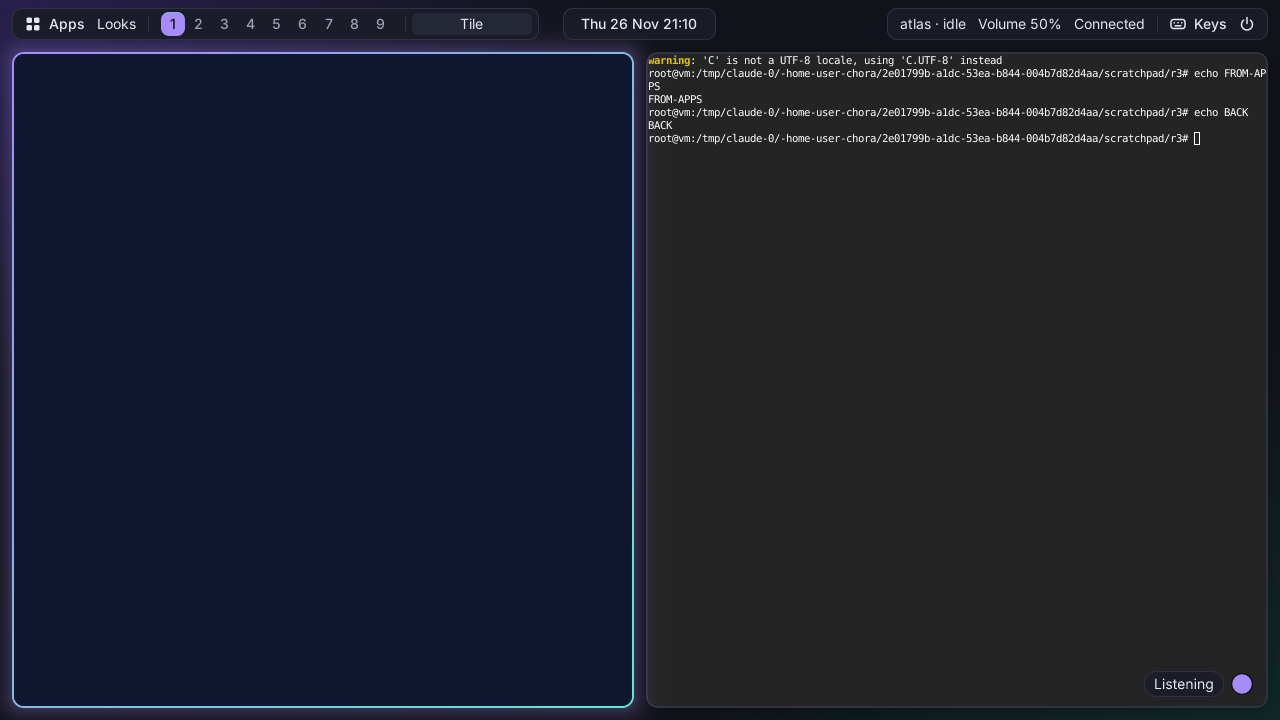 Apps Looks 1 2 3 4 5 6 7 8 9 Tile Thu 26 Nov 21:10 atlas · idle Volume 50% Connected Keys
warning: 'C' is not a UTF-8 locale, using 'C.UTF-8' instead
root@vm:/tmp/claude-0/-home-user-chora/2e01799b-a1dc-53ea-b844-004b7d82d4aa/scratchpad/r3# echo FROM-AP
PS
FROM-APPS
root@vm:/tmp/claude-0/-home-user-chora/2e01799b-a1dc-53ea-b844-004b7d82d4aa/scratchpad/r3# echo BACK
BACK
root@vm:/tmp/claude-0/-home-user-chora/2e01799b-a1dc-53ea-b844-004b7d82d4aa/scratchpad/r3#
Listening